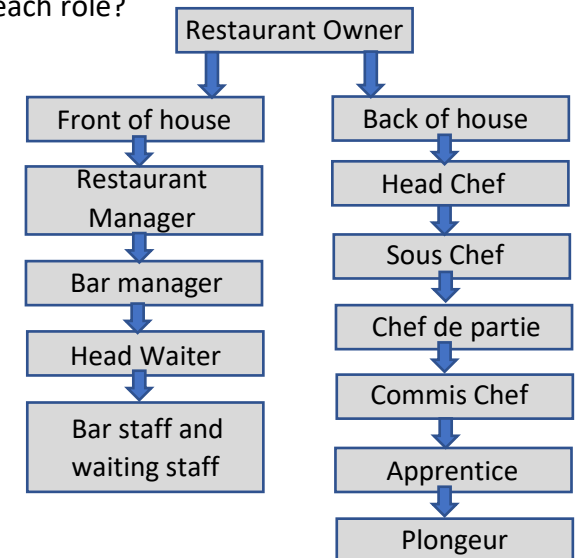 each role?
Restaurant Owner
Front of house
Restaurant
Manager
Bar manager
Head Waiter
Bar staff and
waiting staff
Back of house
Head Chef
Sous Chef
Chef de partie
Commis Chef
Apprentice
Plongeur